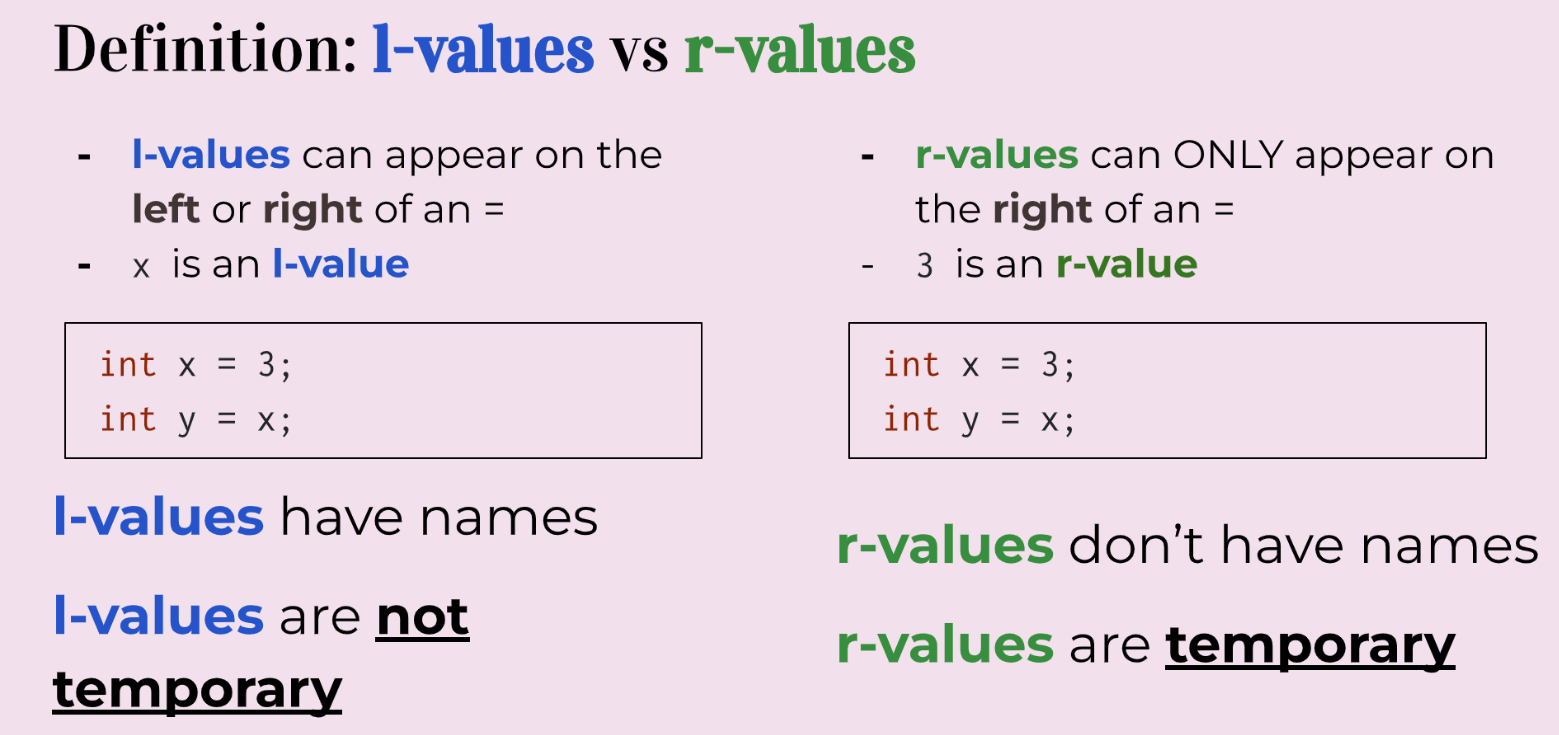 Definition: l-values vs r-values
- l-values can appear on the
left or right of an =
- x is an l-value
int x = 3;
int y = x;
l-values have names
l-values are not
temporary
- r-values can ONLY appear on
the right of an =
- 3 is an r-value
int x = 3;
int y = x;
r-values don’t have names
r-values are temporary